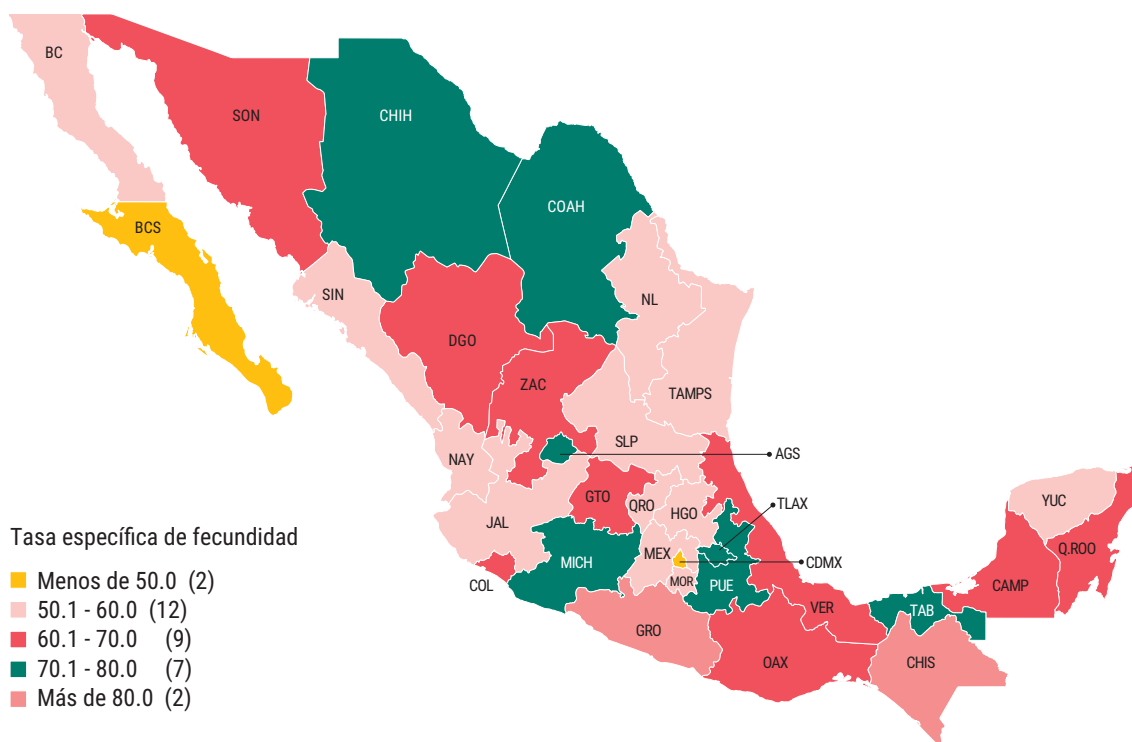 BC
SON
CHIH
COAH
BCS
SIN
NL
DGO
ZAC
TAMPS
SLP
AGS
NAY
GTO
QRO
HGO
TLAX
YUC
JAL
Q.ROO
MEX
MICH
CDMX
COL
MOR
PUE
CAMP
VER
TAB
GRO
OAX
CHIS
Tasa específica de fecundidad
Menos de 50.0 (2)
50.1 - 60.0 (12)
60.1 - 70.0 (9)
70.1 - 80.0 (7)
Más de 80.0 (2)